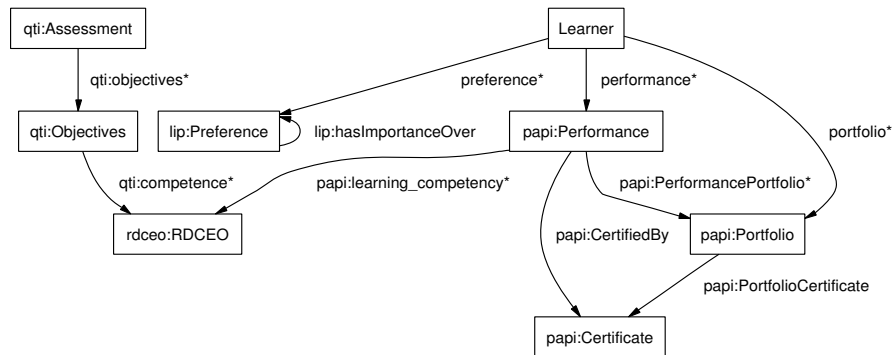 qti:Assessment
Learner
qti:objectives*
preference*
performance*
qti:Objectives
lip:Preference
lip:hasImportanceOver
papi:Performance
portfolio*
qti:competence*
papi:learning_competency*
papi:PerformancePortfolio*
rdceo:RDCEO
papi:CertifiedBy
papi:Portfolio
papi:PortfolioCertificate
papi:Certificate